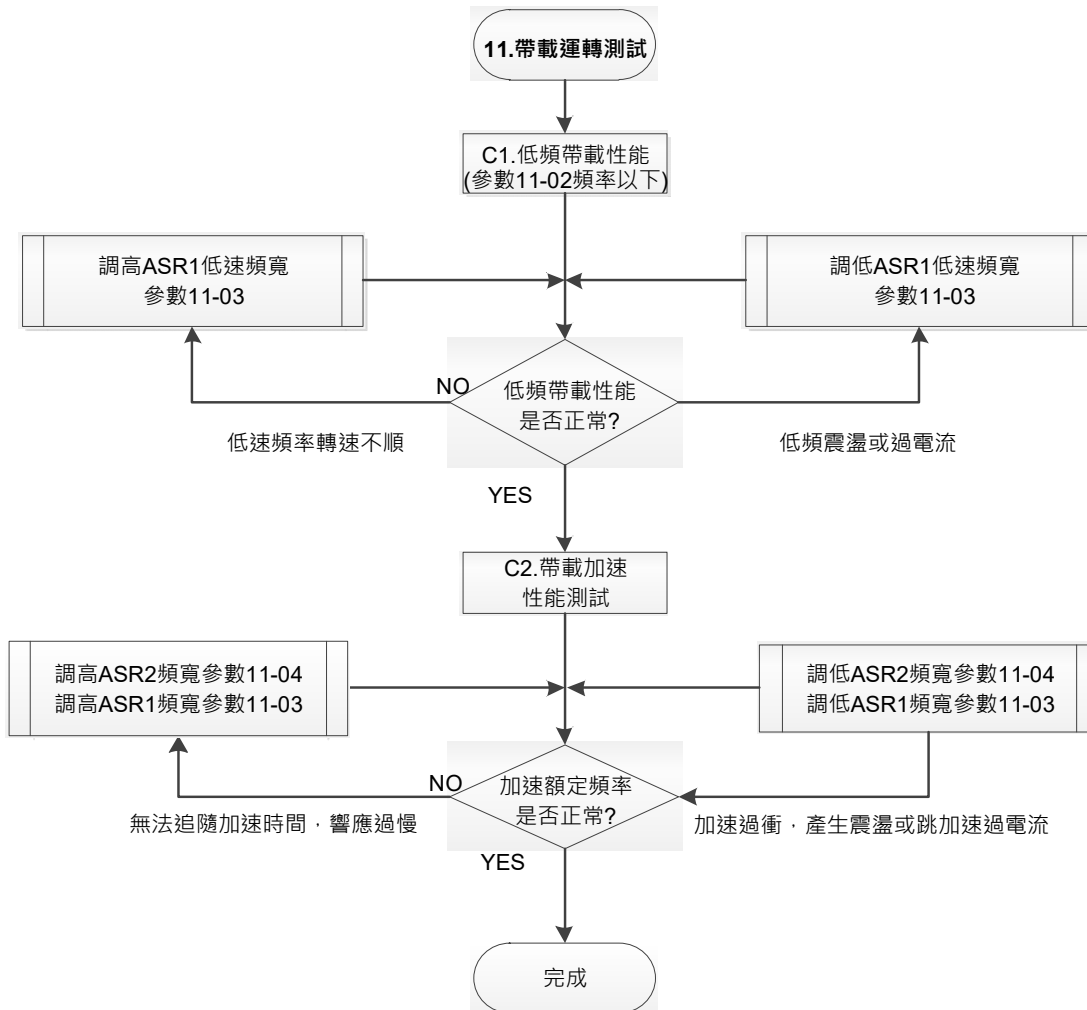 11.帶載運轉測試
C1.低頻帶載性能
(參數11-02頻率以下)
調高ASR1低速頻寬
參數11-03
調低ASR1低速頻寬
參數11-03
NO
低頻帶載性能
是否正常?
低速頻率轉速不順
低頻震盪或過電流
YES
C2.帶載加速
性能測試
調高ASR2頻寬參數11-04
調高ASR1頻寬參數11-03
調低ASR2頻寬參數11-04
調低ASR1頻寬參數11-03
NO
加速額定頻率
是否正常?
無法追隨加速時間，響應過慢
加速過衝，產生震盪或跳加速過電流
YES
完成